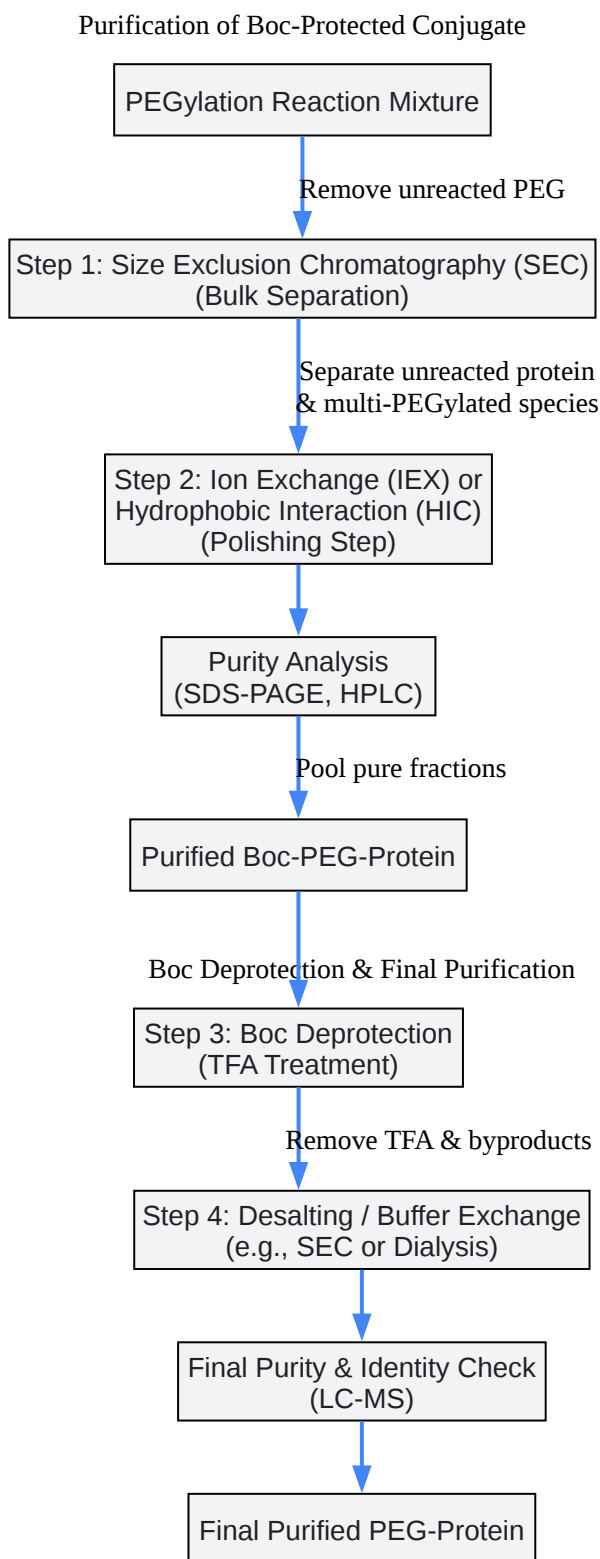 Purification of Boc-Protected Conjugate
PEGylation Reaction Mixture
Remove unreacted PEG
Step 1: Size Exclusion Chromatography (SEC)
(Bulk Separation)
Separate unreacted protein
& multi-PEGylated species
Step 2: Ion Exchange (IEX) or
Hydrophobic Interaction (HIC)
(Polishing Step)
Purity Analysis
(SDS-PAGE, HPLC)
Pool pure fractions
Purified Boc-PEG-Protein
Boc Deprotection & Final Purification
Step 3: Boc Deprotection
(TFA Treatment)
Remove TFA & byproducts
Step 4: Desalting / Buffer Exchange
(e.g., SEC or Dialysis)
Final Purity & Identity Check
(LC-MS)
Final Purified PEG-Protein